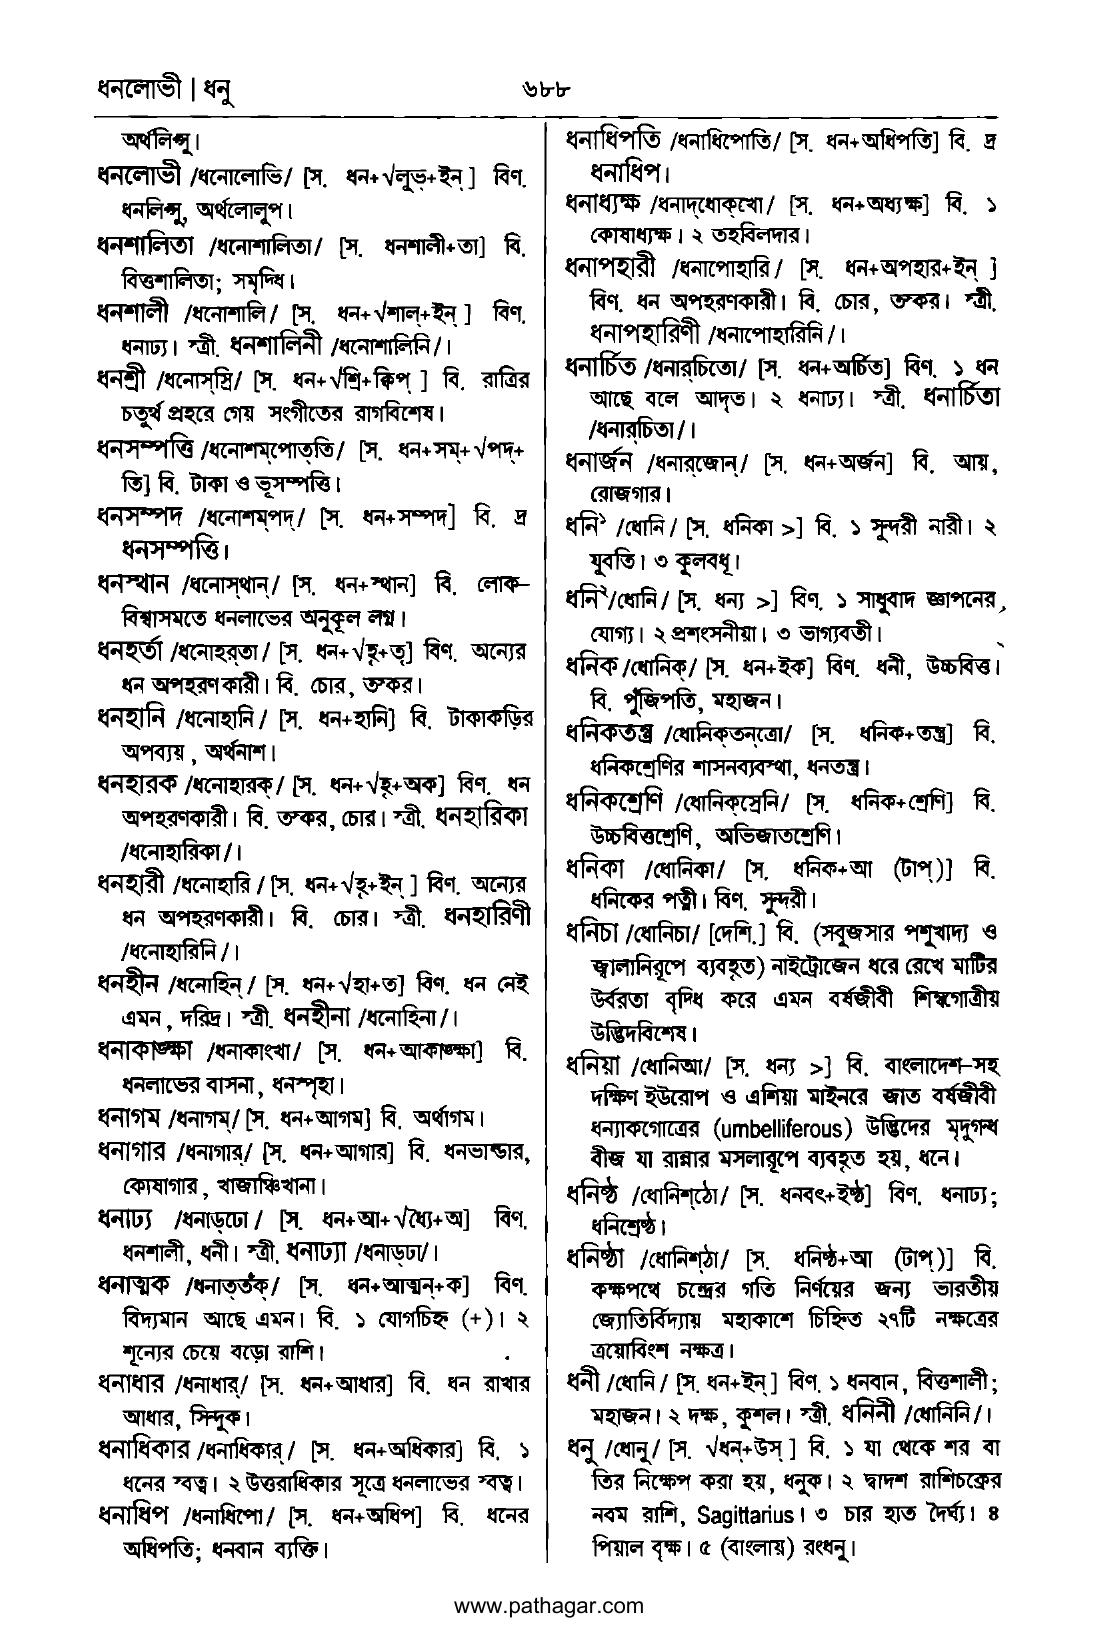 ধনলোভী | ধনু
৬৮৮
অর্থলিপ্সু।
ধনলোভী /ধনোলোভি/ [স. ধন+√লুভ্+ইন্ ] বিণ.
ধনলিপ্সু, অর্থলোলুপ।
ধনশালিতা /ধনোশালিতা/ [স. ধনশালী+তা] বি.
বিত্তশালিতা; সমৃদ্ধি।
ধনশালী /ধনোশালি/ [স. ধন+√শাল্+ইন্ ] বিণ.
ধনাঢ্য। স্ত্রী. ধনশালিনী /ধনোশালিনি/।
ধনশ্রী /ধনোস্‌স্রি/ [স. ধন+√শ্রি+ক্বিপ্ ] বি. রাত্রির
চতুর্থ প্রহরে গেয় সংগীতের রাগবিশেষ।
ধনসম্পত্তি /ধনোশম্‌পোত্‌তি/ [স. ধন+সম্+√পদ্+
তি] বি. টাকা ও ভূসম্পত্তি।
ধনসম্পদ /ধনোশম্‌পদ্/ [স. ধন+সম্পদ] বি. দ্র
ধনসম্পত্তি।
ধনস্থান /ধনোস্‌থান্/ [স. ধন+স্থান] বি. লোক-
বিশ্বাসমতে ধনলাভের অনুকূল লগ্ন।
ধনহর্তা /ধনোহর্‌তা/ [স. ধন+√হৃ+তৃ] বিণ. অন্যের
ধন অপহরণকারী। বি. চোর, তস্কর।
ধনহানি /ধনোহানি/ [স. ধন+হানি] বি. টাকাকড়ির
অপব্যয়, অর্থনাশ।
ধনহারক /ধনোহারক্/ [স. ধন+√হৃ+অক] বিণ. ধন
অপহরণকারী। বি. তস্কর, চোর। স্ত্রী. ধনহারিকা
/ধনোহারিকা/।
ধনহারী /ধনোহারি/ [স. ধন+√হৃ+ইন্ ] বিণ. অন্যের
ধন অপহরণকারী। বি. চোর। স্ত্রী. ধনহারিণী
/ধনোহারিনি/।
ধনহীন /ধনোহিন্/ [স. ধন+√হা+ত] বিণ. ধন নেই
এমন, দরিদ্র। স্ত্রী. ধনহীনা /ধনোহিনা/।
ধনাকাঙ্ক্ষা /ধনাকাংখা/ [স. ধন+আকাঙ্ক্ষা] বি.
ধনলাভের বাসনা, ধনস্পৃহা।
ধনাগম /ধনাগম্/ [স. ধন+আগম] বি. অর্থাগম।
ধনাগার /ধনাগার্/ [স. ধন+আগার] বি. ধনভাণ্ডার,
কোষাগার, খাজাঞ্চিখানা।
ধনাঢ্য /ধনাড্‌ঢো/ [স. ধন+আ+√ধ্যৈ+অ] বিণ.
ধনশালী, ধনী। স্ত্রী. ধনাঢ্যা /ধনাড্‌ঢা/।
ধনাত্মক /ধনাত্‌তঁক্/ [স. ধন+আত্মন্+ক] বিণ.
বিদ্যমান আছে এমন। বি. ১ যোগচিহ্ন (+)। ২
শূন্যের চেয়ে বড়ো রাশি।
ধনাধার /ধনাধার্/ [স. ধন+আধার] বি. ধন রাখার
আধার, সিন্দুক।
ধনাধিকার /ধনাধিকার্/ [স. ধন+অধিকার] বি. ১
ধনের স্বত্ব। ২ উত্তরাধিকার সূত্রে ধনলাভের স্বত্ব।
ধনাধিপ /ধনাধিপো/ [স. ধন+অধিপ] বি. ধনের
অধিপতি; ধনবান ব্যক্তি।
ধনাধিপতি /ধনাধিপোতি/ [স. ধন+অধিপতি] বি. দ্র
ধনাধিপ।
ধনাধ্যক্ষ /ধনাদ্‌ধোক্‌খো/ [স. ধন+অধ্যক্ষ] বি. ১
কোষাধ্যক্ষ। ২ তহবিলদার।
ধনাপহারী /ধনাপোহারি/ [স. ধন+অপহার+ইন্ ]
বিণ. ধন অপহরণকারী। বি. চোর, তস্কর। স্ত্রী.
ধনাপহারিণী /ধনাপোহারিনি/।
ধনার্চিত /ধনার্‌চিতো/ [স. ধন+অর্চিত] বিণ. ১ ধন
আছে বলে আদৃত। ২ ধনাঢ্য। স্ত্রী. ধনার্চিতা
/ধনার্‌চিতা/।
ধনার্জন /ধনার্‌জোন্/ [স. ধন+অর্জন] বি. আয়,
রোজগার।
ধনি¹ /ধোনি/ [স. ধনিকা >] বি. ১ সুন্দরী নারী। ২
যুবতি। ৩ কুলবধূ।
ধনি² /ধোনি/ [স. ধন্য >] বিণ. ১ সাধুবাদ জ্ঞাপনের
যোগ্য। ২ প্রশংসনীয়া। ৩ ভাগ্যবতী।
ধনিক /ধোনিক্/ [স. ধন+ইক] বিণ. ধনী, উচ্চবিত্ত।
বি. পুঁজিপতি, মহাজন।
ধনিকতন্ত্র /ধোনিক্‌তন্‌ত্রো/ [স. ধনিক+তন্ত্র] বি.
ধনিকশ্রেণির শাসনব্যবস্থা, ধনতন্ত্র।
ধনিকশ্রেণি /ধোনিক্‌স্রেনি/ [স. ধনিক+শ্রেণি] বি.
উচ্চবিত্তশ্রেণি, অভিজাতশ্রেণি।
ধনিকা /ধোনিকা/ [স. ধনিক+আ (টাপ্)] বি.
ধনিকের পত্নী। বিণ. সুন্দরী।
ধনিচা /ধোনিচা/ [দেশি.] বি. (সবুজসার পশুখাদ্য ও
জ্বালানিরূপে ব্যবহৃত) নাইট্রোজেন ধরে রেখে মাটির
উর্বরতা বৃদ্ধি করে এমন বর্ষজীবী শিম্বগোত্রীয়
উদ্ভিদবিশেষ।
ধনিয়া /ধোনিআ/ [স. ধন্য >] বি. বাংলাদেশ-সহ
দক্ষিণ ইউরোপ ও এশিয়া মাইনরে জাত বর্ষজীবী
ধন্যাকগোত্রের (umbelliferous) উদ্ভিদের মৃদুগন্ধ
বীজ যা রান্নার মসলারূপে ব্যবহৃত হয়, ধনে।
ধনিষ্ঠ /ধোনিশ্‌ঠো/ [স. ধনবৎ+ইষ্ঠ] বিণ. ধনাঢ্য;
ধনিশ্রেষ্ঠ।
ধনিষ্ঠা /ধোনিশ্‌ঠা/ [স. ধনিষ্ঠ+আ (টাপ্)] বি.
কক্ষপথে চন্দ্রের গতি নির্ণয়ের জন্য ভারতীয়
জ্যোতির্বিদ্যায় মহাকাশে চিহ্নিত ২৭টি নক্ষত্রের
ত্রয়োবিংশ নক্ষত্র।
ধনী /ধোনি/ [স. ধন+ইন্ ] বিণ. ১ ধনবান, বিত্তশালী;
মহাজন। ২ দক্ষ, কুশল। স্ত্রী. ধনিনী /ধোনিনি/।
ধনু /ধোনু/ [স. √ধন্+উস্ ] বি. ১ যা থেকে শর বা
তির নিক্ষেপ করা হয়, ধনুক। ২ দ্বাদশ রাশিচক্রের
নবম রাশি, Sagittarius। ৩ চার হাত দৈর্ঘ্য। ৪
পিয়াল বৃক্ষ। ৫ (বাংলায়) রংধনু।
www.pathagar.com